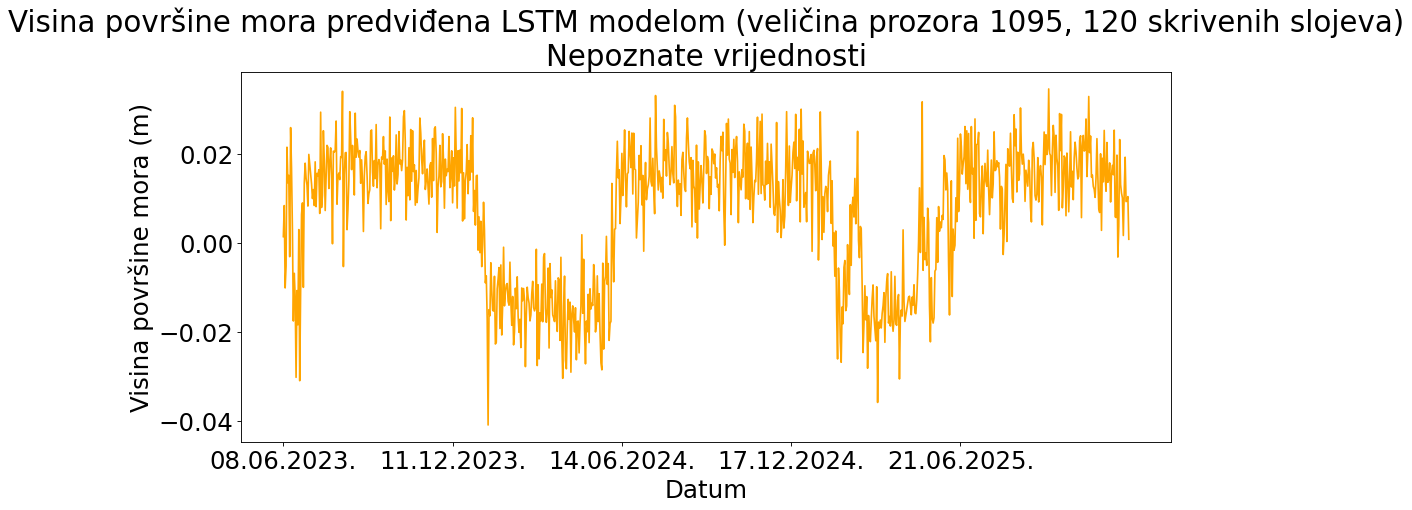 Visina površine mora predviđena LSTM modelom (veličina prozora 1095, 120 skrivenih slojeva)
Nepoznate vrijednosti
Visina površine mora (m)
0.02
0.00
−0.02
−0.04
08.06.2023. 11.12.2023. 14.06.2024. 17.12.2024. 21.06.2025.
Datum